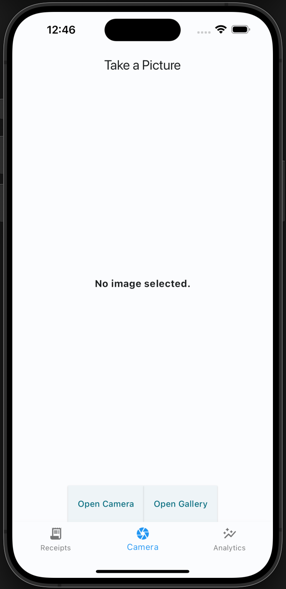 12:46
Take a Picture
No image selected.
Open Camera Open Gallery
Receipts Camera Analytics